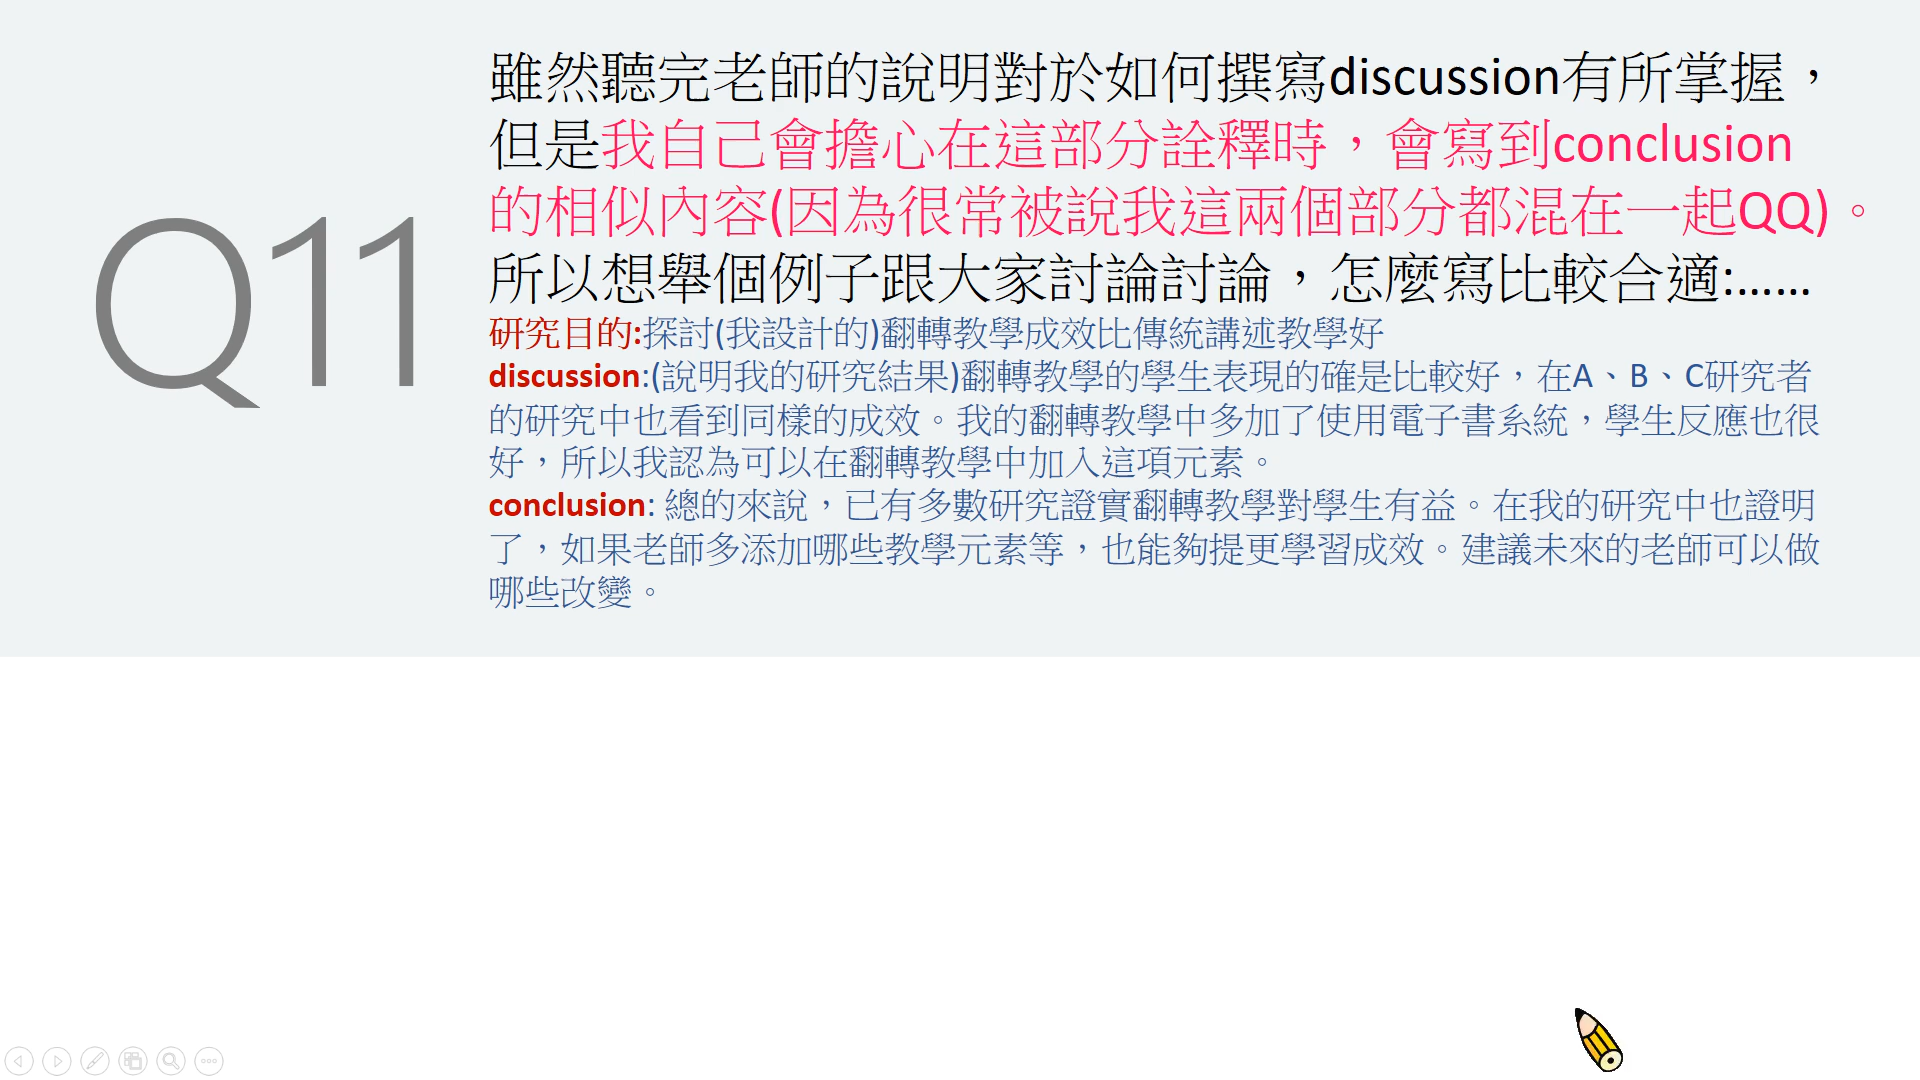 Q11
雖然聽完老師的說明對於如何撰寫discussion有所掌握，
但是我自己會擔心在這部分詮釋時，會寫到conclusion
的相似內容(因為很常被說我這兩個部分都混在一起QQ)。
所以想舉個例子跟大家討論討論，怎麼寫比較合適:......
研究目的:探討(我設計的)翻轉教學成效比傳統講述教學好
discussion:(說明我的研究結果)翻轉教學的學生表現的確是比較好，在A、B、C研究者
的研究中也看到同樣的成效。我的翻轉教學中多加了使用電子書系統，學生反應也很
好，所以我認為可以在翻轉教學中加入這項元素。
conclusion: 總的來說，已有多數研究證實翻轉教學對學生有益。在我的研究中也證明
了，如果老師多添加哪些教學元素等，也能夠提更學習成效。建議未來的老師可以做
哪些改變。